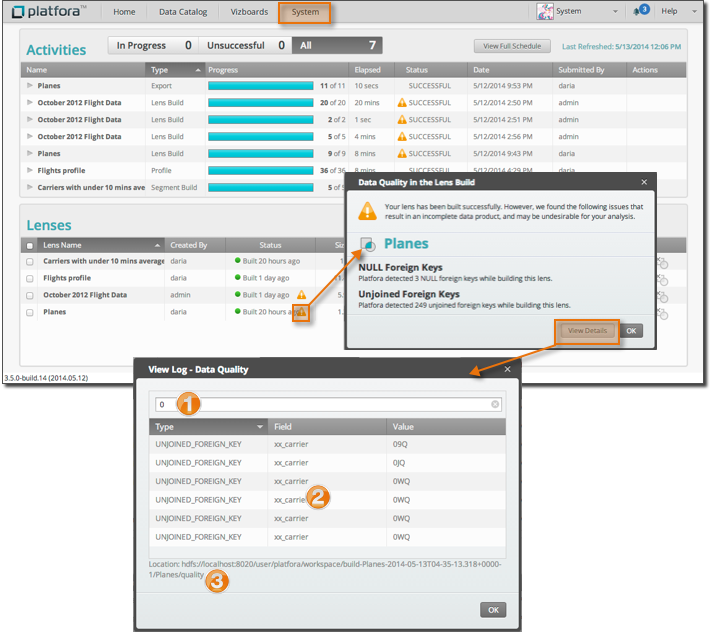 platfora™ Home Data Catalog Vizboards System System 3 Help
Activities In Progress 0 Unsuccessful 0 All 7 View Full Schedule Last Refreshed: 5/13/2014 12:06 PM
Name Type Progress Elapsed Status Date Submitted By Actions
Planes Export 11 of 11 10 secs SUCCESSFUL 5/12/2014 9:53 PM daria
October 2012 Flight Data Lens Build 20 of 20 20 mins SUCCESSFUL 5/12/2014 2:50 PM admin
October 2012 Flight Data Lens Build 2 of 2 1 sec SUCCESSFUL 5/12/2014 2:51 PM admin
October 2012 Flight Data Lens Build 5 of 5 4 mins SUCCESSFUL 5/12/2014 2:56 PM admin
Planes Lens Build 9 of 9 8 mins SUCCESSFUL 5/12/2014 9:43 PM daria
Flights profile Profile 36 of 36 8 mins SUCCESSFUL 5/12/2014 4:29 PM daria
Carriers with under 10 mins ave Segment Build 5 of 5
Lenses
Lens Name Created By Status
Carriers with under 10 mins average daria Built 20 hours ago
Flights profile daria Built 1 day ago
October 2012 Flight Data admin Built 1 day ago
Planes daria Built 20 hours ago
3.5.0-build.14 (2014.05.12)
Data Quality in the Lens Build
Your lens has been built successfully. However, we found the following issues that
result in an incomplete data product, and may be undesirable for your analysis.
Planes
NULL Foreign Keys
Platfora detected 3 NULL foreign keys while building this lens.
Unjoined Foreign Keys
Platfora detected 249 unjoined foreign keys while building this lens.
View Details OK
View Log - Data Quality
0 1
Type Field Value
UNJOINED_FOREIGN_KEY xx_carrier 09Q
UNJOINED_FOREIGN_KEY xx_carrier 0JQ
UNJOINED_FOREIGN_KEY xx_carrier 0WQ
UNJOINED_FOREIGN_KEY xx_carrier 2 0WQ
UNJOINED_FOREIGN_KEY xx_carrier 0WQ
UNJOINED_FOREIGN_KEY xx_carrier 0WQ
Location: hdfs://localhost:8020/user/platfora/workspace/build-Planes-2014-05-13T04-35-13.318+0000-
1/Planes/quality 3
OK